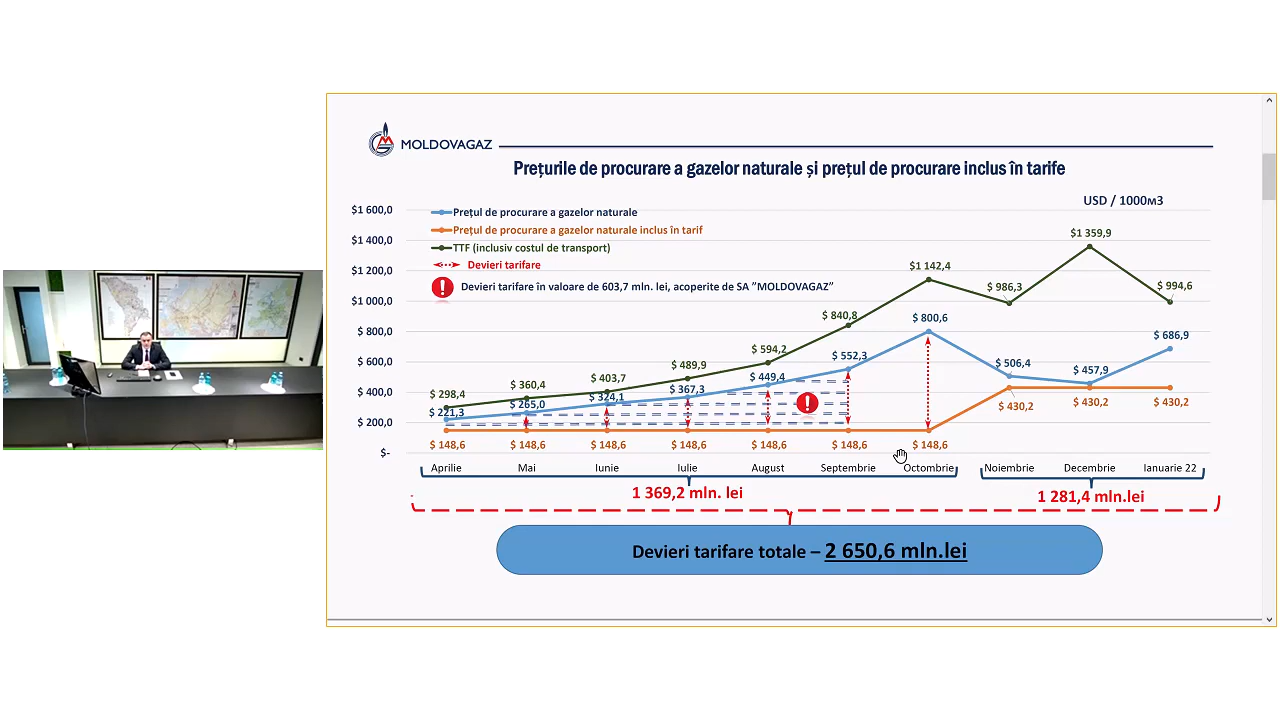 MOLDOVAGAZ
Prețurile de procurare a gazelor naturale și prețul de procurare inclus în tarife
USD / 1000м3
$1 600,0
$1 400,0
$1 200,0
$1 000,0
$ 800,0
$ 600,0
$ 400,0
$ 200,0
$-
Prețul de procurare a gazelor naturale
Prețul de procurare a gazelor naturale inclus în tarif
TTF (inclusiv costul de transport)
Devieri tarifare
Devieri tarifare în valoare de 603,7 mln. lei, acoperite de SA ”MOLDOVAGAZ”
$ 298,4
$ 360,4
$ 403,7
$ 489,9
$ 594,2
$ 840,8
$1 142,4
$ 986,3
$1 359,9
$ 994,6
$ 221,3
$ 265,0
$ 324,1
$ 367,3
$ 449,4
$ 552,3
$ 800,6
$ 506,4
$ 457,9
$ 686,9
$ 148,6
$ 148,6
$ 148,6
$ 148,6
$ 148,6
$ 148,6
$ 148,6
$ 430,2
$ 430,2
$ 430,2
Aprilie
Mai
Iunie
Iulie
August
Septembrie
Octombrie
Noiembrie
Decembrie
Ianuarie 22
1 369,2 mln. lei
1 281,4 mln.lei
Devieri tarifare totale – 2 650,6 mln.lei